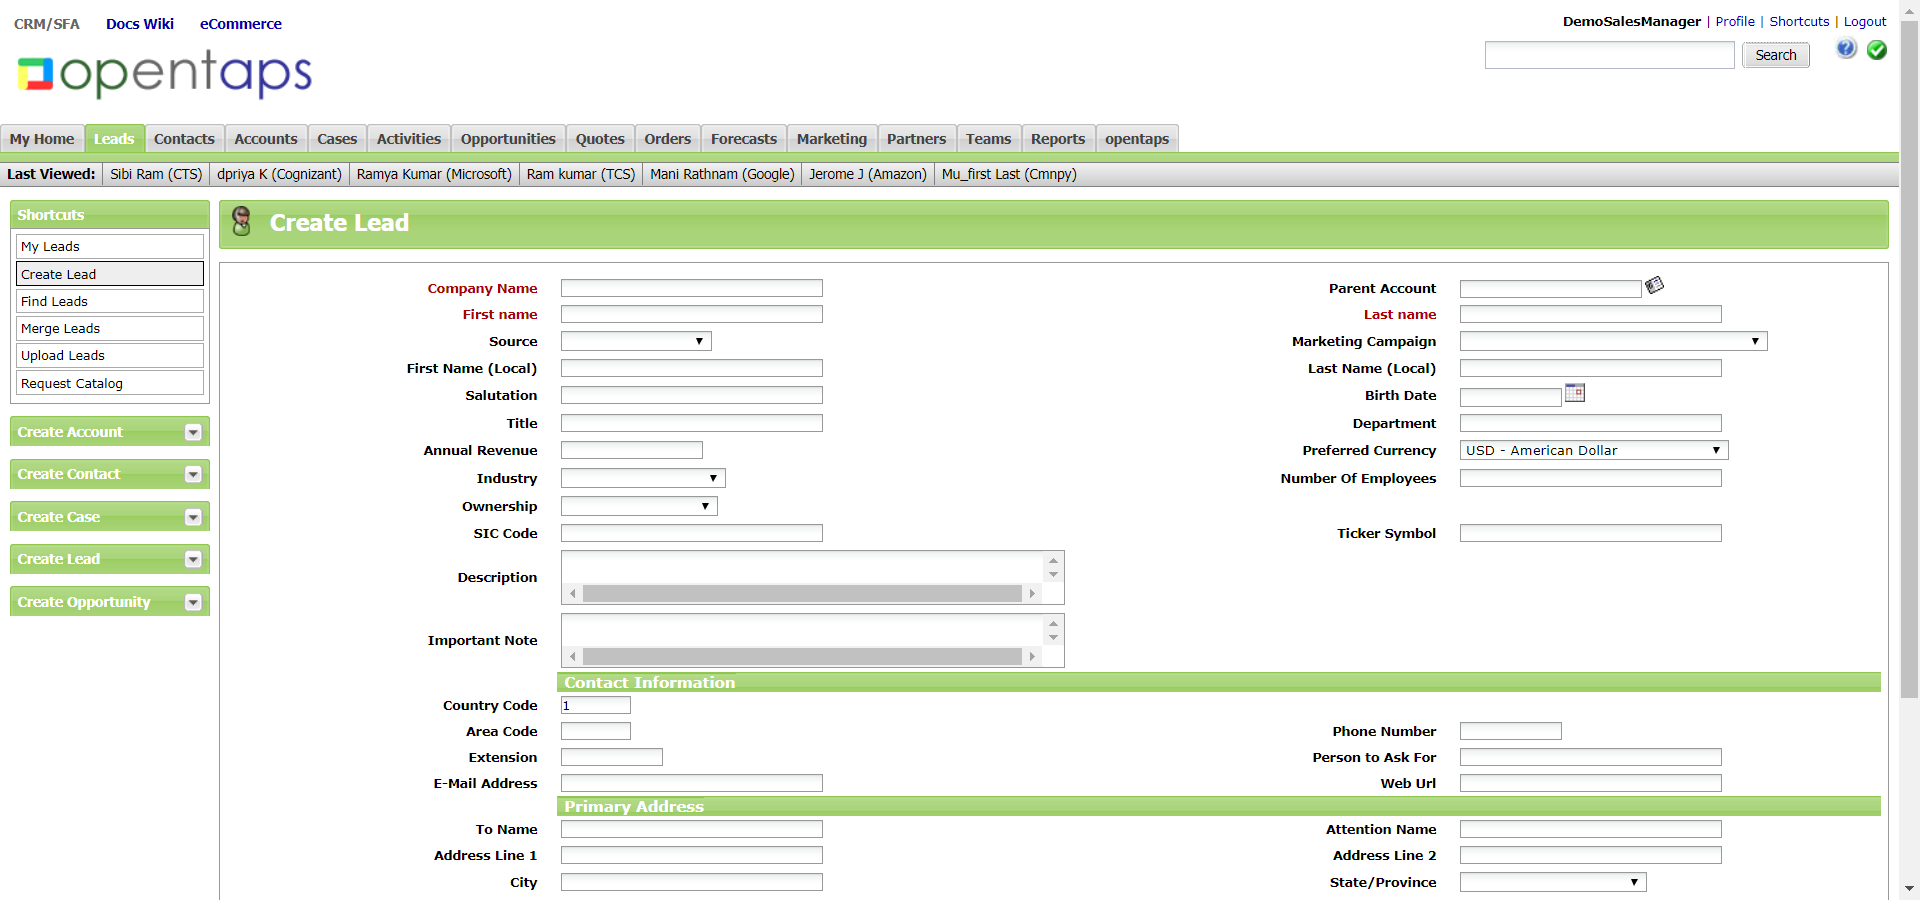 CRM/SFA Docs Wiki eCommerce
DemoSalesManager | Profile | Shortcuts | Logout
opentaps
Search
My Home Leads Contacts Accounts Cases Activities Opportunities Quotes Orders Forecasts Marketing Partners Teams Reports opentaps
Last Viewed: Sibi Ram (CTS) dpriya K (Cognizant) Ramya Kumar (Microsoft) Ram kumar (TCS) Mani Rathnam (Google) Jerome J (Amazon) Mu_first Last (Cmnpy)
Shortcuts
My Leads
Create Lead
Find Leads
Merge Leads
Upload Leads
Request Catalog
Create Account
Create Contact
Create Case
Create Lead
Create Opportunity
Create Lead
Company Name Parent Account
First name Last name
Source Marketing Campaign
First Name (Local) Last Name (Local)
Salutation Birth Date
Title Department
Annual Revenue Preferred Currency USD - American Dollar
Industry Number Of Employees
Ownership
SIC Code Ticker Symbol
Description
Important Note
Contact Information
Country Code 1
Area Code Phone Number
Extension Person to Ask For
E-Mail Address Web Url
Primary Address
To Name Attention Name
Address Line 1 Address Line 2
City State/Province